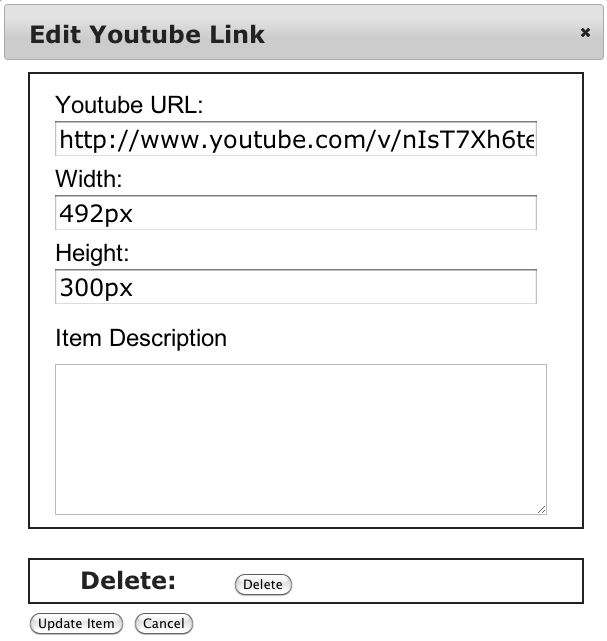 Edit Youtube Link
Youtube URL:
http://www.youtube.com/v/nIsT7Xh6te
Width:
492px
Height:
300px
Item Description
Delete: Delete
Update Item Cancel